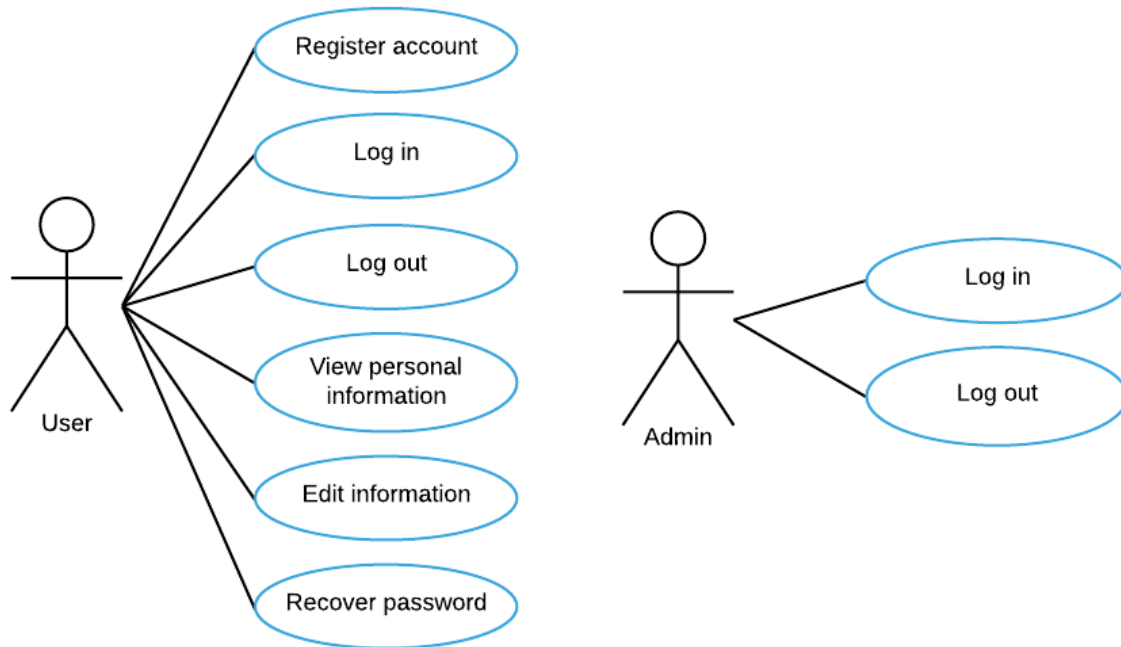 Register account
Log in
Log out
View personal
information
Edit information
Recover password
User
Log in
Log out
Admin